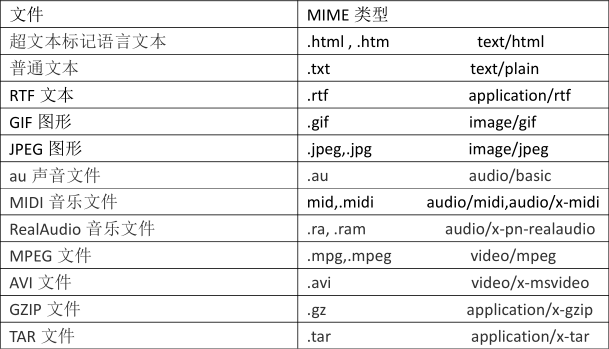 文件 MIME 类型
超文本标记语言文本 .html , .htm text/html
普通文本 .txt text/plain
RTF 文本 .rtf application/rtf
GIF 图形 .gif image/gif
JPEG 图形 .jpeg,.jpg image/jpeg
au 声音文件 .au audio/basic
MIDI 音乐文件 mid,.midi audio/midi,audio/x-midi
RealAudio 音乐文件 .ra, .ram audio/x-pn-realaudio
MPEG 文件 .mpg,.mpeg video/mpeg
AVI 文件 .avi video/x-msvideo
GZIP 文件 .gz application/x-gzip
TAR 文件 .tar application/x-tar